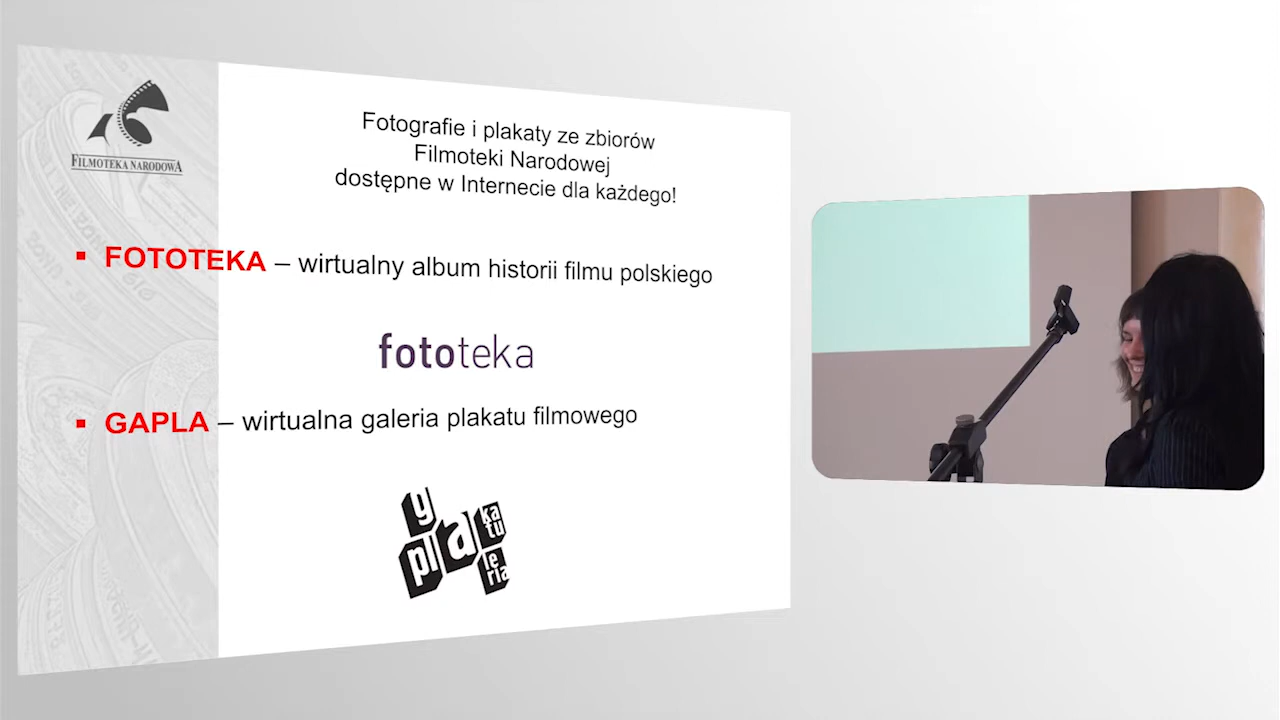 FILMOTEKA NARODOWA
Fotografie i plakaty ze zbiorów
Filmoteki Narodowej
dostępne w Internecie dla każdego!
▪ FOTOTEKA – wirtualny album historii filmu polskiego
fototeka
▪ GAPLA – wirtualna galeria plakatu filmowego
g
pl a ka
tu
le
ria